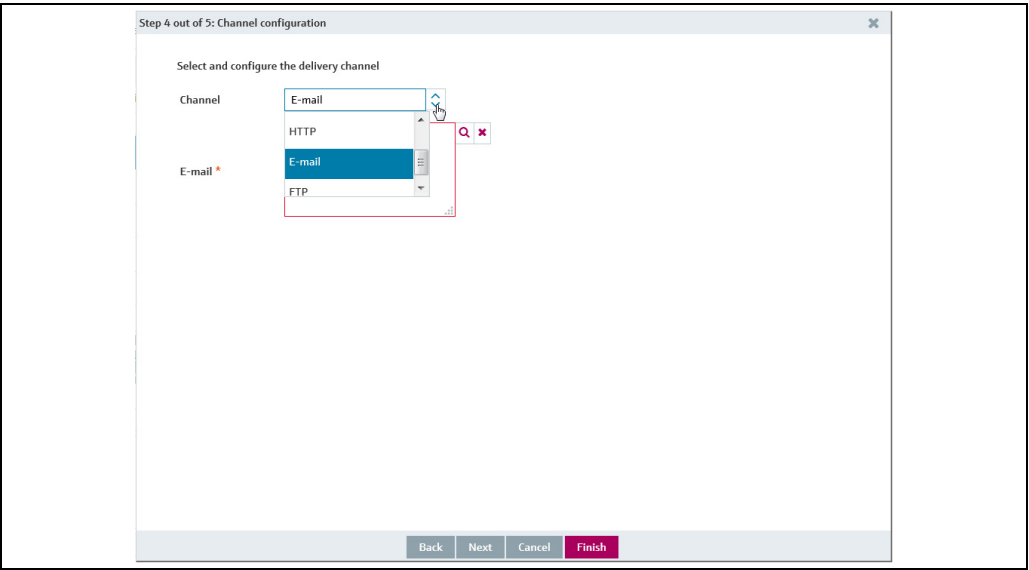 Step 4 out of 5: Channel configuration
Select and configure the delivery channel
Channel
E-mail
HTTP
E-mail
E-mail *
FTP
Back Next Cancel Finish